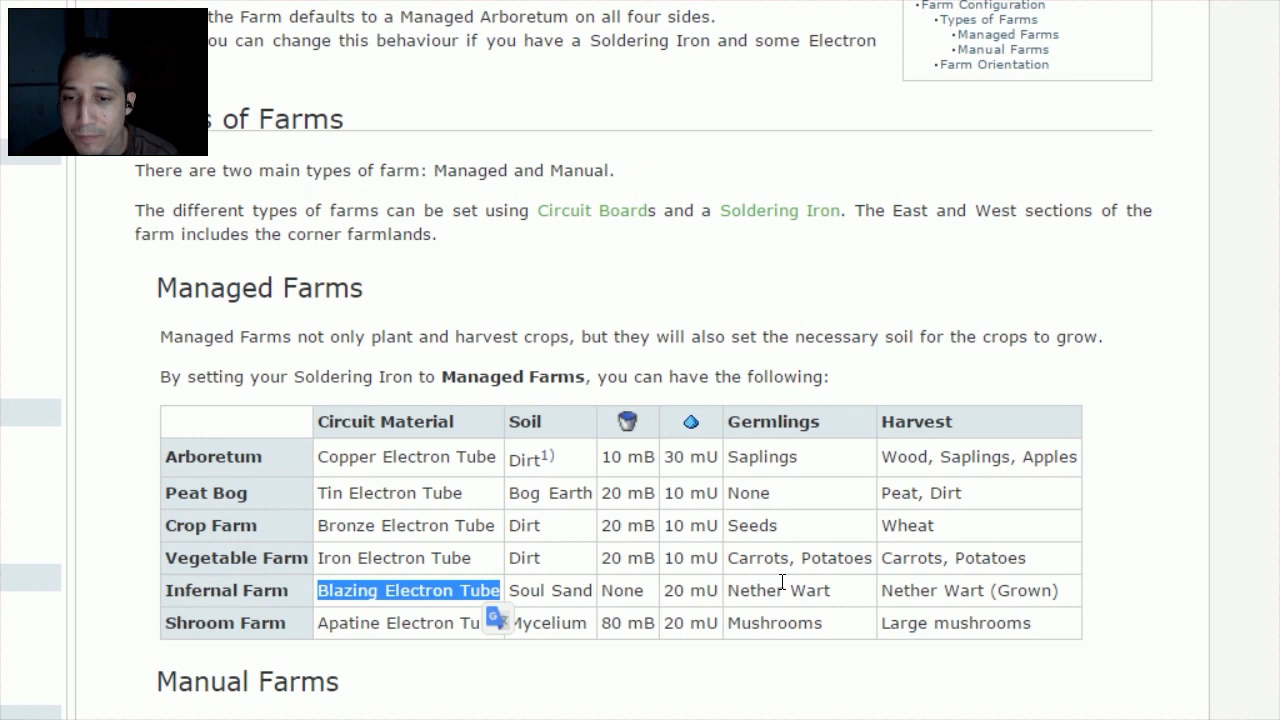 the Farm defaults to a Managed Arboretum on all four sides.
ou can change this behaviour if you have a Soldering Iron and some Electron
•Farm Configuration
•Types of Farms
•Managed Farms
•Manual Farms
•Farm Orientation
s of Farms
There are two main types of farm: Managed and Manual.
The different types of farms can be set using Circuit Boards and a Soldering Iron. The East and West sections of the
farm includes the corner farmlands.
Managed Farms
Managed Farms not only plant and harvest crops, but they will also set the necessary soil for the crops to grow.
By setting your Soldering Iron to Managed Farms, you can have the following:
Circuit Material Soil Germlings Harvest
Arboretum Copper Electron Tube Dirt1) 10 mB 30 mU Saplings Wood, Saplings, Apples
Peat Bog Tin Electron Tube Bog Earth 20 mB 10 mU None Peat, Dirt
Crop Farm Bronze Electron Tube Dirt 20 mB 10 mU Seeds Wheat
Vegetable Farm Iron Electron Tube Dirt 20 mB 10 mU Carrots, Potatoes Carrots, Potatoes
Infernal Farm Blazing Electron Tube Soul Sand None 20 mU Nether Wart Nether Wart (Grown)
Shroom Farm Apatine Electron Tu Mycelium 80 mB 20 mU Mushrooms Large mushrooms
Manual Farms